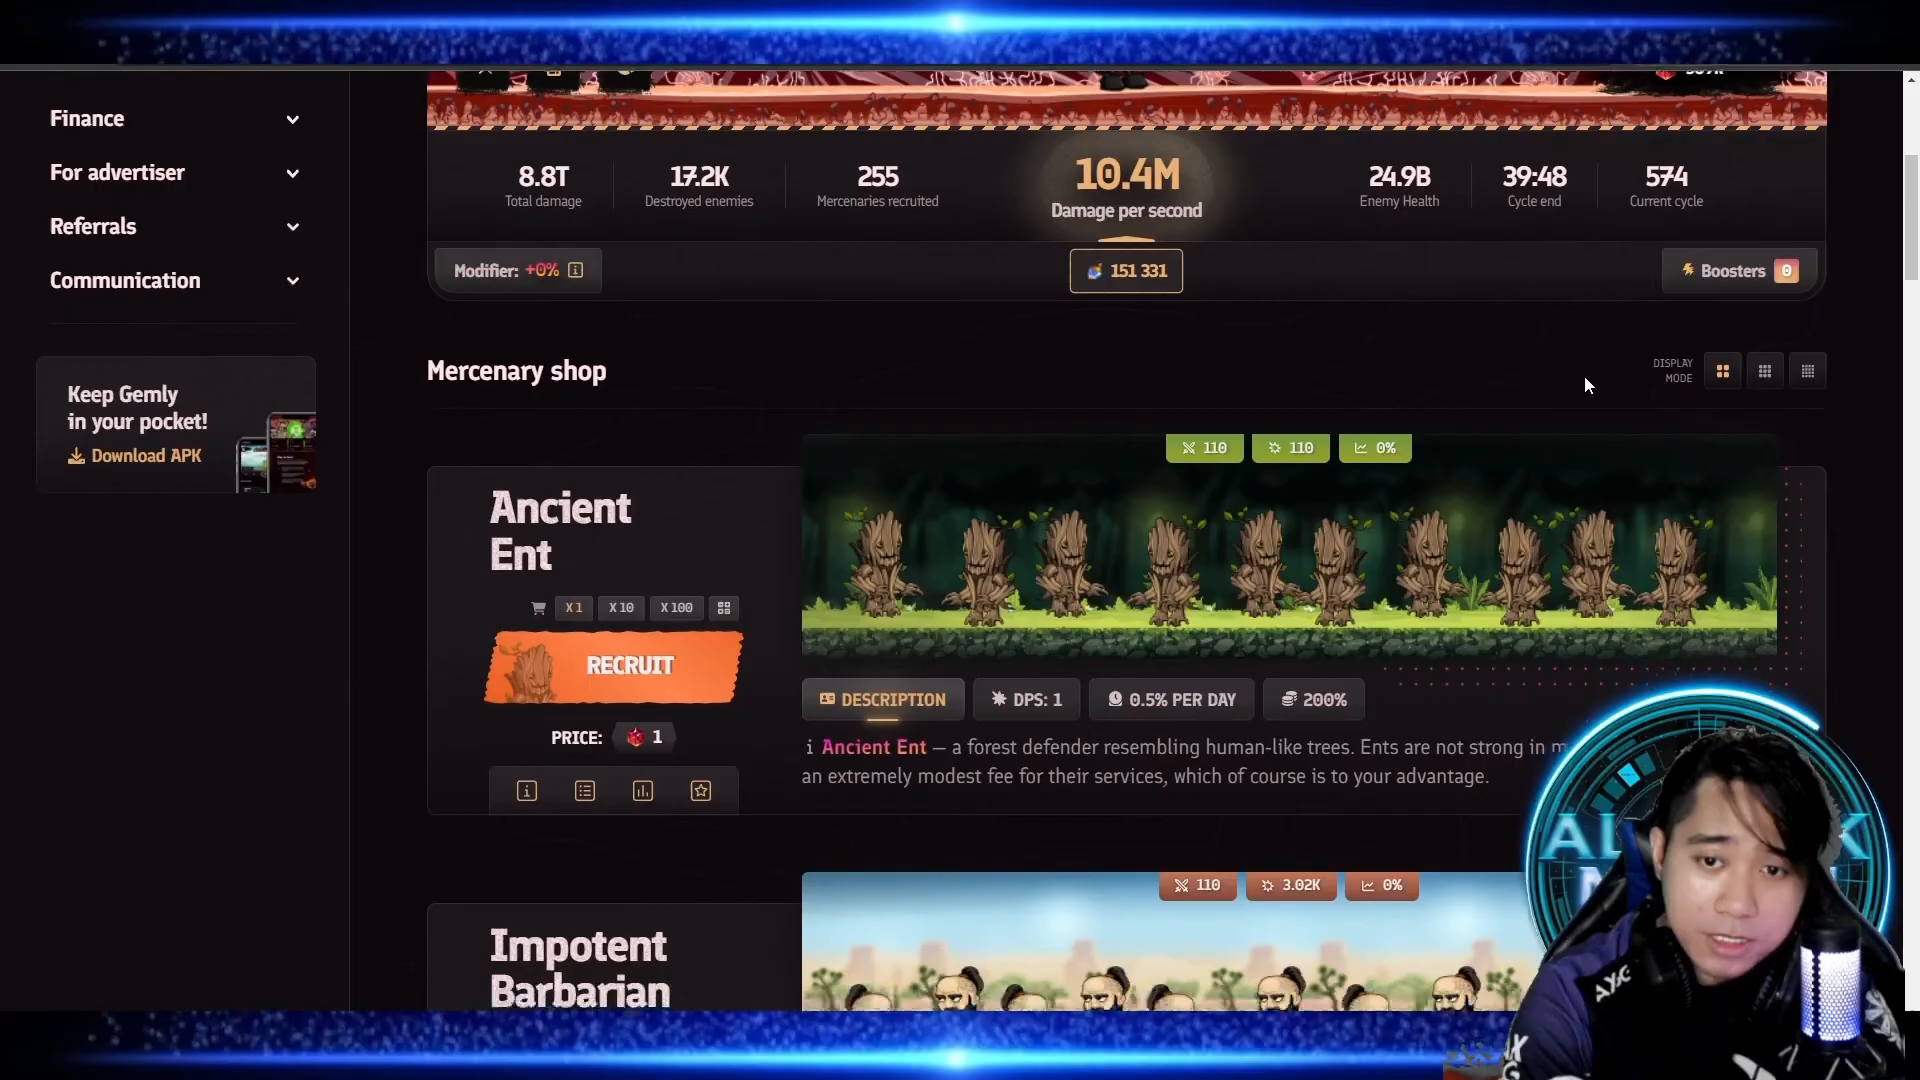 Finance
For advertiser
Referrals
Communication
Keep Gemly
in your pocket!
Download APK
8.8T
Total damage
17.2K
Destroyed enemies
255
Mercenaries recruited
10.4M
Damage per second
24.9B
Enemy Health
39:48
Cycle end
574
Current cycle
Modifier: +0%
151 331
Boosters 0
Mercenary shop
DISPLAY
MODE
110
110
0%
Ancient
Ent
X 1
X 10
X 100
RECRUIT
PRICE: 1
DESCRIPTION
DPS: 1
0.5% PER DAY
200%
Ancient Ent — a forest defender resembling human-like trees. Ents are not strong in
an extremely modest fee for their services, which of course is to your advantage.
110
3.02K
0%
Impotent
Barbarian